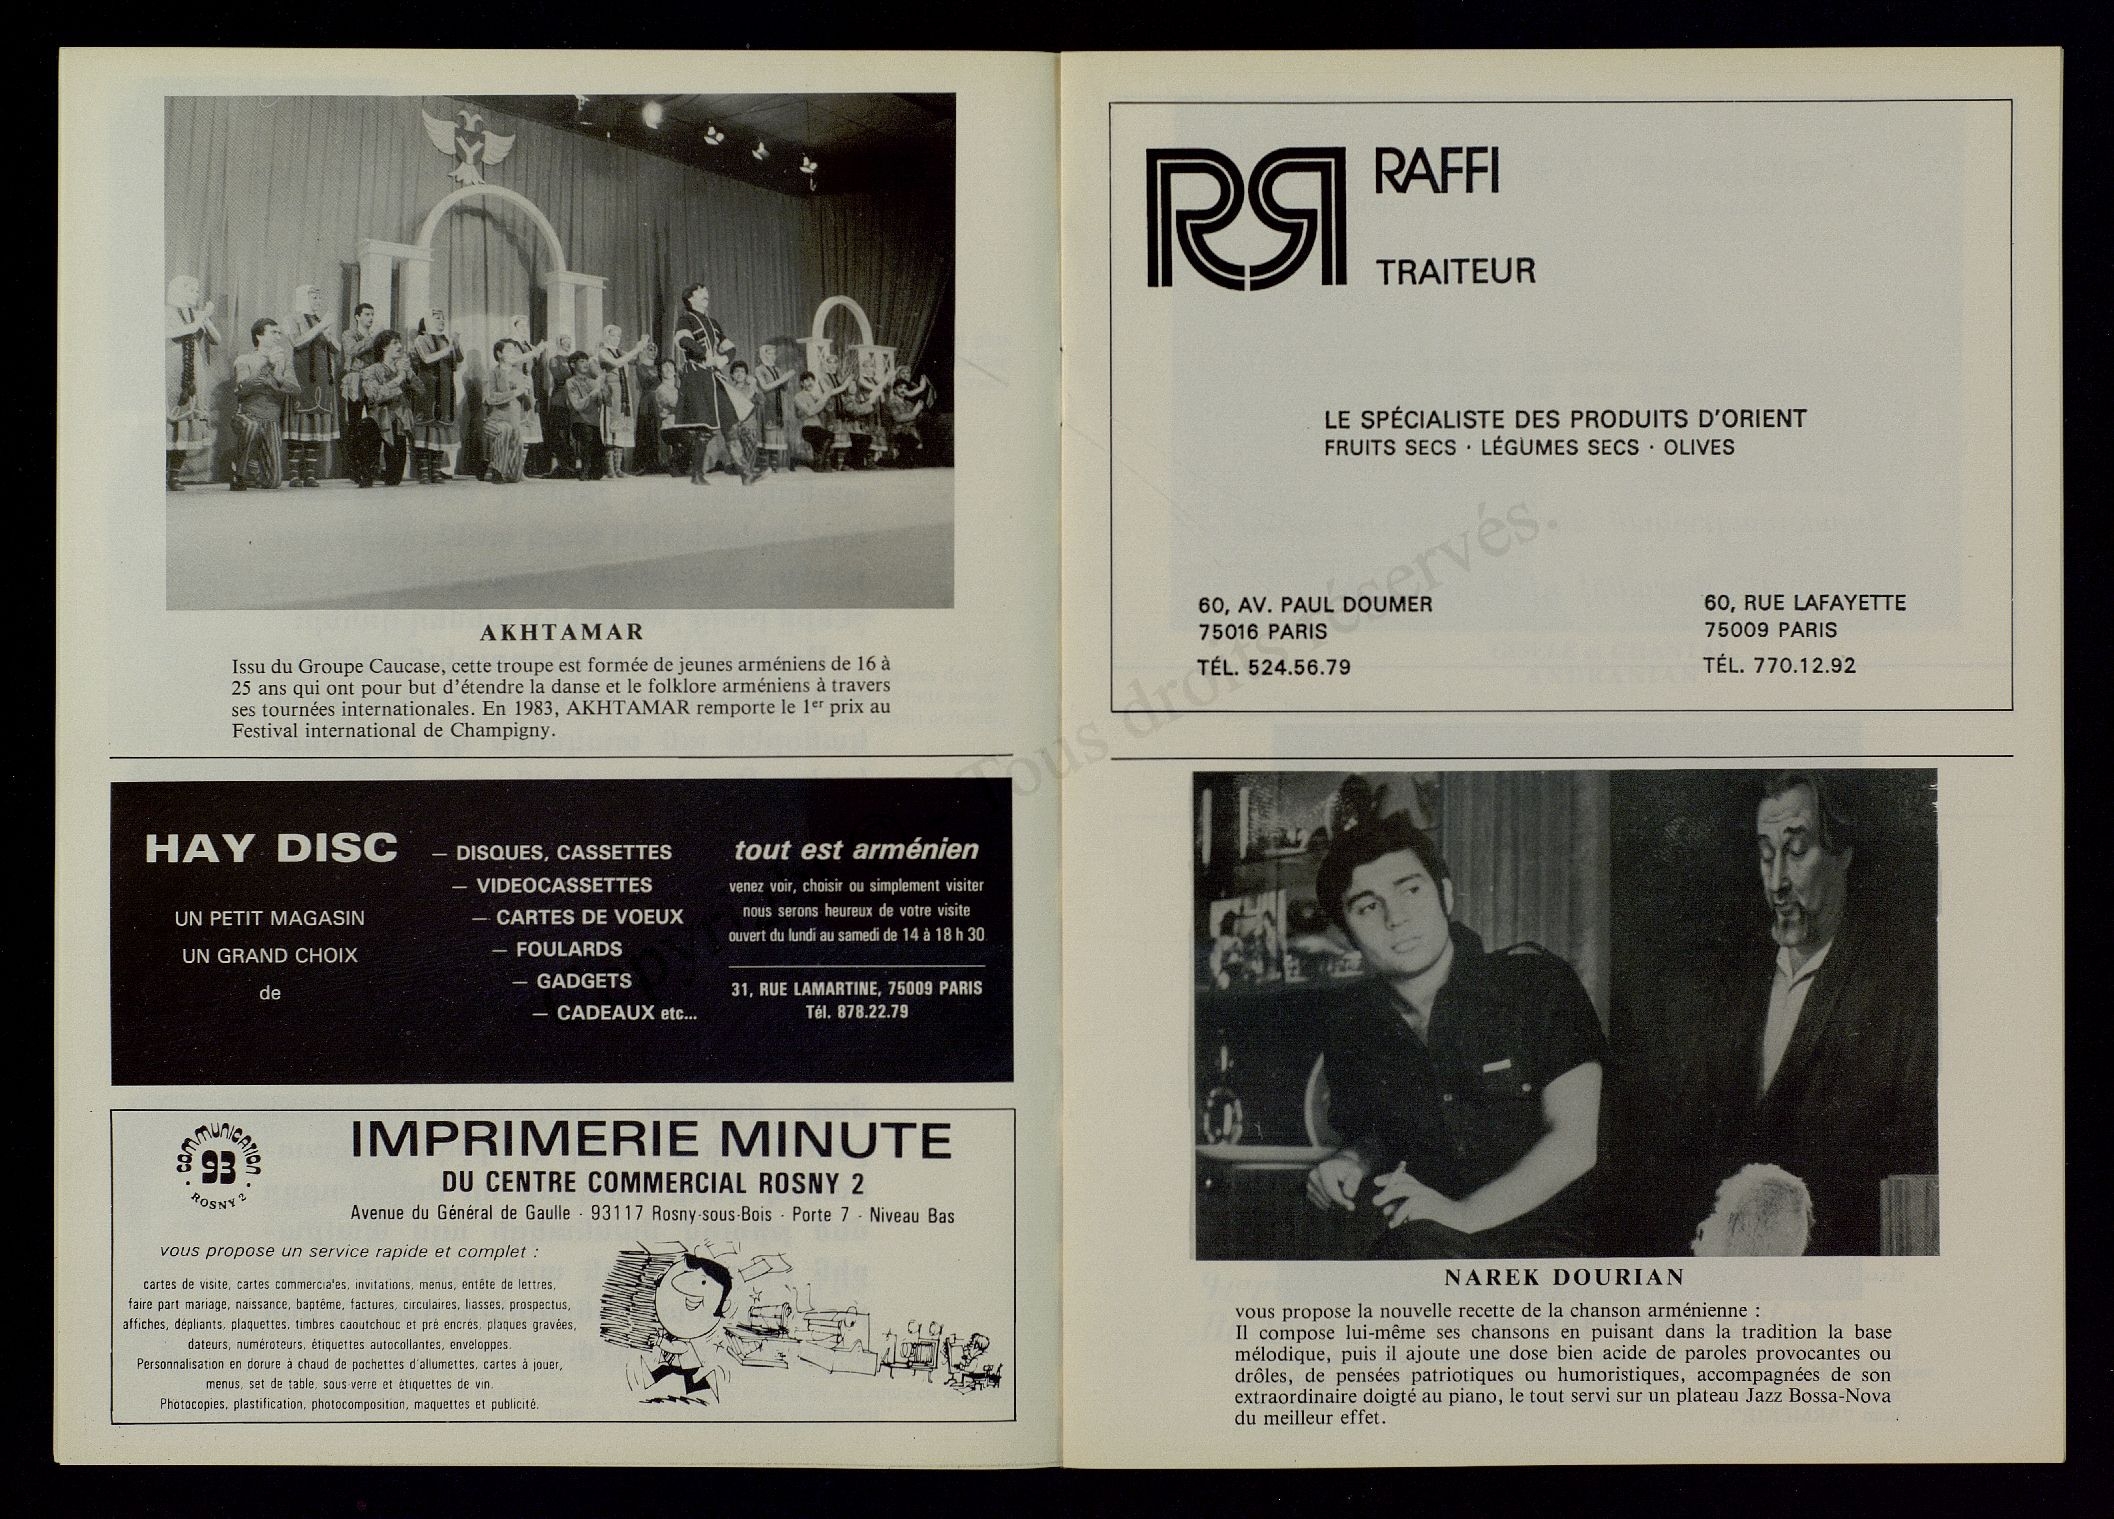 AKHTAMAR
Issu du Groupe Caucase, cette troupe est formée de jeunes arméniens de 16 à
25 ans qui ont pour but d'étendre la danse et le folklore arméniens à travers
ses tournées internationales. En 1983, AKHTAMAR remporte le 1er prix au
Festival international de Champigny.
HAY DISC
UN PETIT MAGASIN
UN GRAND CHOIX
de
— DISQUES, CASSETTES
— VIDEOCASSETTES
— CARTES DE VOEUX
— FOULARDS
— GADGETS
— CADEAUX etc...
tout est arménien
venez voir, choisir ou simplement visiter
nous serons heureux de votre visite
ouvert du lundi au samedi de 14 à 18 h 30
31, RUE LAMARTINE, 75009 PARIS
Tél. 878.22.79
communication
93
ROSNY 2
IMPRIMERIE MINUTE
DU CENTRE COMMERCIAL ROSNY 2
Avenue du Général de Gaulle - 93117 Rosny-sous-Bois - Porte 7 - Niveau Bas
vous propose un service rapide et complet :
cartes de visite, cartes commerciales, invitations, menus, entête de lettres,
faire part mariage, naissance, baptême, factures, circulaires, liasses, prospectus,
affiches, dépliants, plaquettes, timbres caoutchouc et pré encrés, plaques gravées,
dateurs, numéroteurs, étiquettes autocollantes, enveloppes.
Personnalisation en dorure à chaud de pochettes d'allumettes, cartes à jouer,
menus, set de table, sous-verre et étiquettes de vin.
Photocopies, plastification, photocomposition, maquettes et publicité.
RR
RAFFI
TRAITEUR
LE SPÉCIALISTE DES PRODUITS D'ORIENT
FRUITS SECS · LÉGUMES SECS · OLIVES
60, AV. PAUL DOUMER
75016 PARIS
TÉL. 524.56.79
60, RUE LAFAYETTE
75009 PARIS
TÉL. 770.12.92
NAREK DOURIAN
vous propose la nouvelle recette de la chanson arménienne :
Il compose lui-même ses chansons en puisant dans la tradition la base
mélodique, puis il ajoute une dose bien acide de paroles provocantes ou
drôles, de pensées patriotiques ou humoristiques, accompagnées de son
extraordinaire doigté au piano, le tout servi sur un plateau Jazz Bossa-Nova
du meilleur effet.
Tous droits réservés.